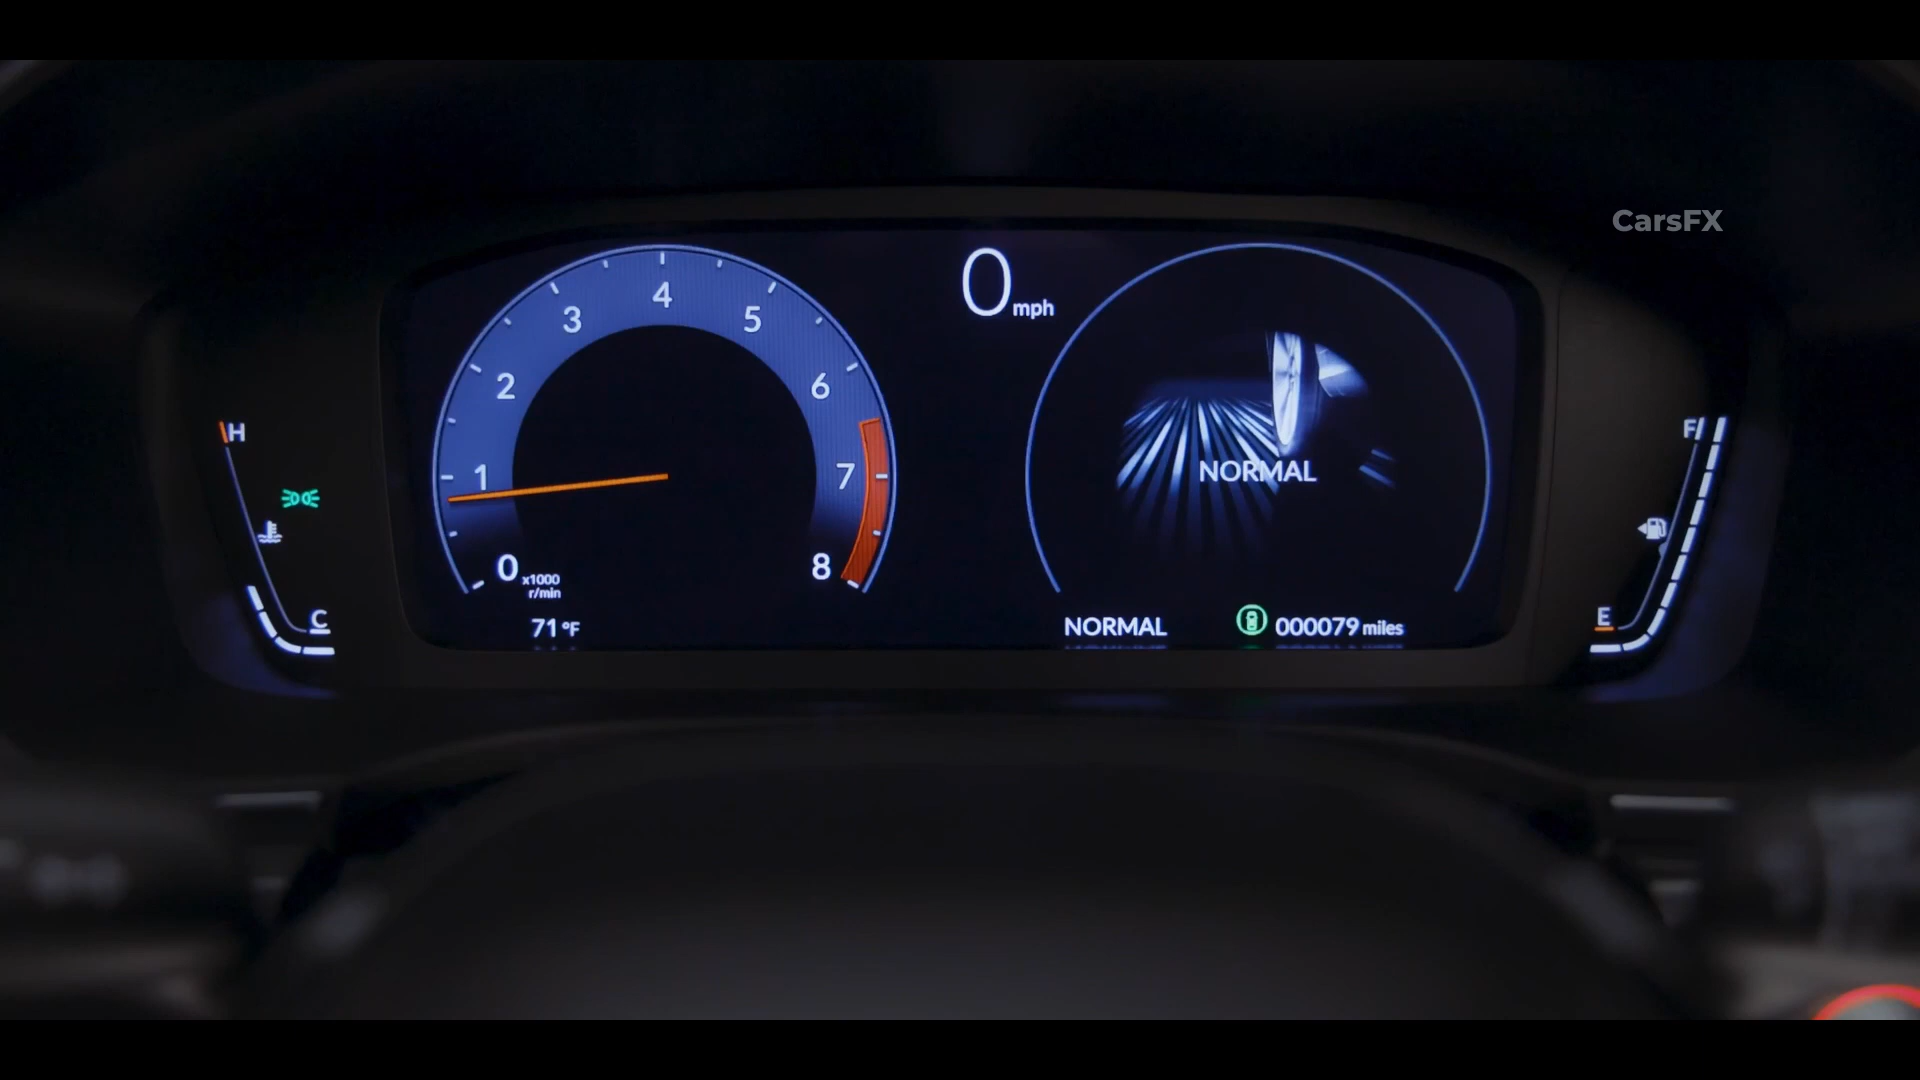 CarsFX
0 mph
4
3
5
2
6
H
F
1
7
NORMAL
0
x1000
r/min
8
C
E
71 °F
NORMAL
000079 miles